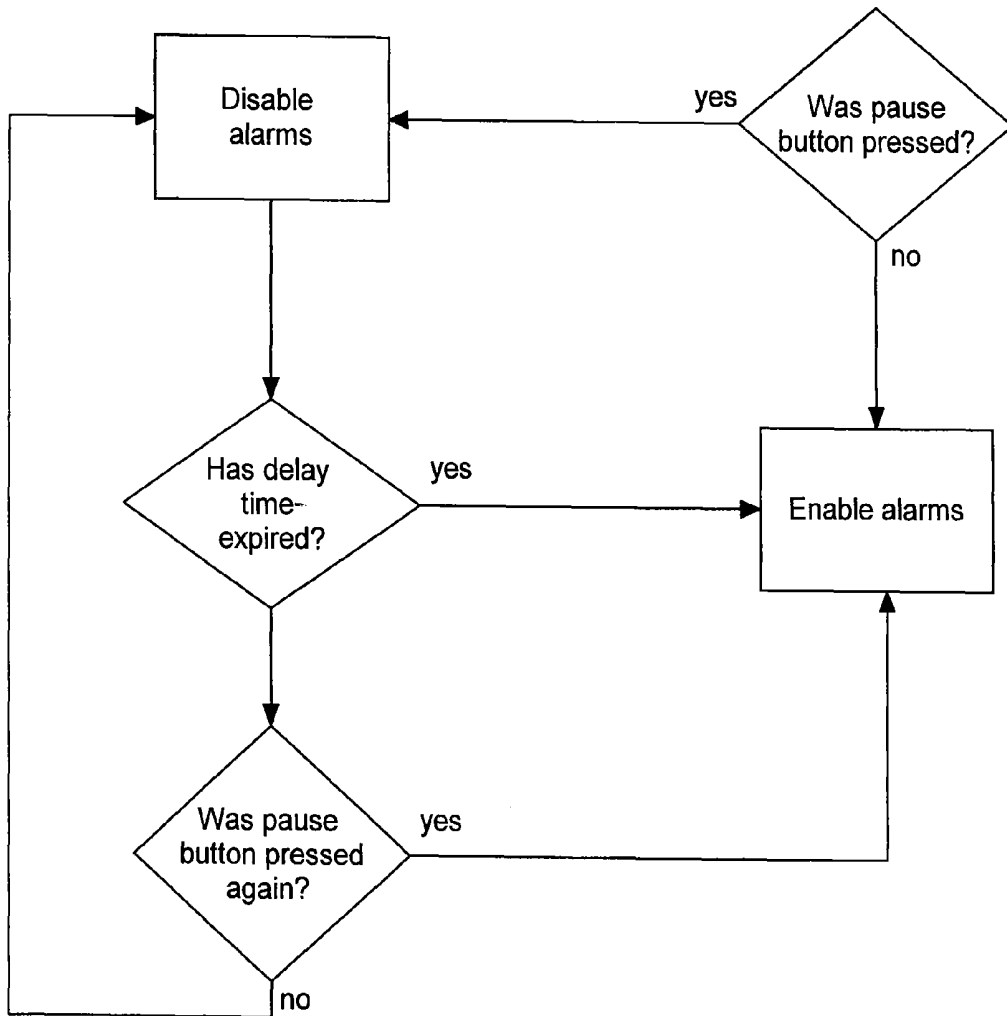 Disable
alarms
yes
Was pause
button pressed?
no
Has delay
time-
expired?
yes
Enable alarms
Was pause
button pressed
again?
yes
no